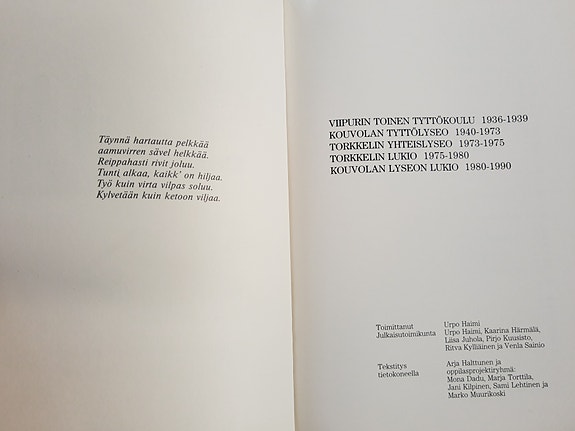 Täynnä hartautta pelkkää
aamuvirren sävel helkkää.
Reippahasti rivit joluu.
Tunti alkaa, kaikk' on hiljaa.
Työ kuin virta vilpas soluu.
Kylvetään kuin ketoon viljaa.
VIIPURIN TOINEN TYTTÖKOULU 1936-1939
KOUVOLAN TYTTÖLYSEO 1940-1973
TORKKELIN YHTEISLYSEO 1973-1975
TORKKELIN LUKIO 1975-1980
KOUVOLAN LYSEON LUKIO 1980-1990
Toimittanut Urpo Haimi
Julkaisutoimikunta Urpo Haimi, Kaarina Härmälä,
Liisa Juhola, Pirjo Kuusisto,
Ritva Kylliäinen ja Venla Sainio
Tekstitys Arja Halttunen ja
tietokoneella oppilasprojektiryhmä:
Mona Dadu, Marja Torttila,
Jani Kilpinen, Sami Lehtinen ja
Marko Muurikoski